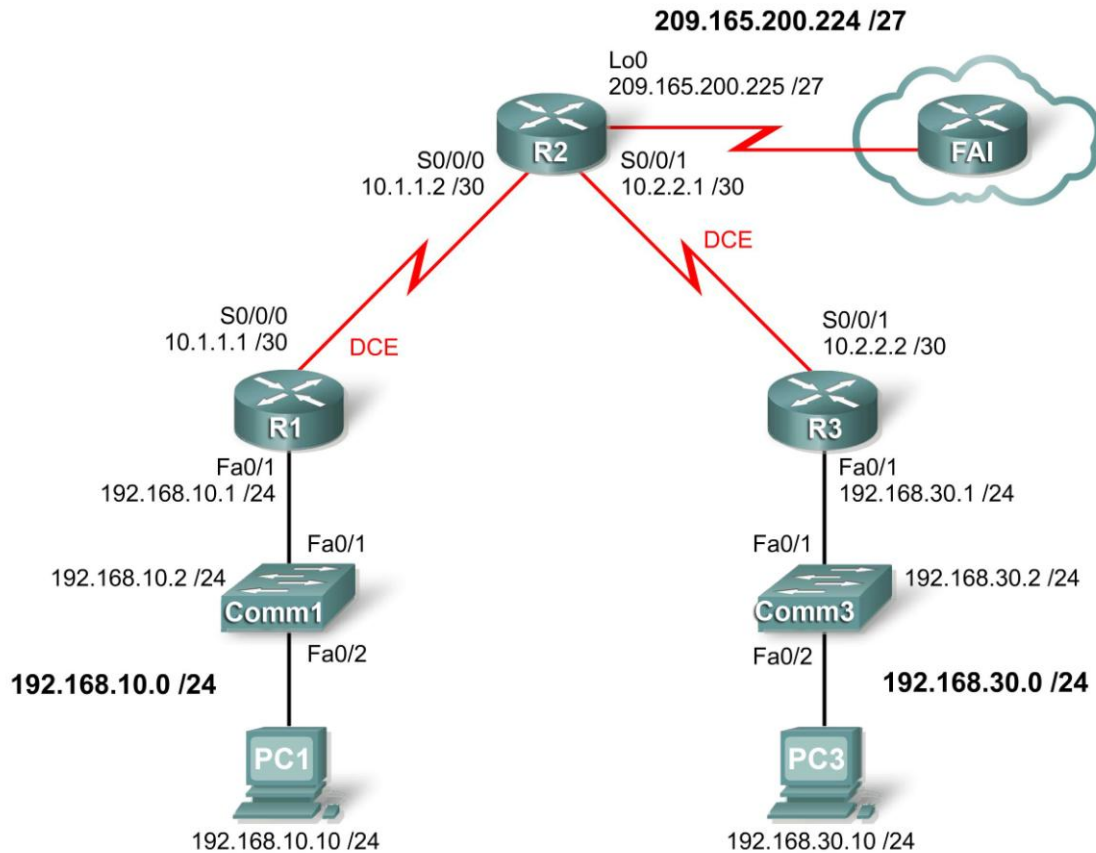 209.165.200.224 /27
Lo0
209.165.200.225 /27
R2
FAI
S0/0/0
10.1.1.2 /30
S0/0/1
10.2.2.1 /30
DCE
S0/0/0
10.1.1.1 /30
DCE
S0/0/1
10.2.2.2 /30
R1
R3
Fa0/1
192.168.10.1 /24
Fa0/1
192.168.30.1 /24
Fa0/1
192.168.10.2 /24
Comm1
Fa0/1
192.168.30.2 /24
Comm3
Fa0/2
192.168.10.0 /24
Fa0/2
192.168.30.0 /24
PC1
192.168.10.10 /24
PC3
192.168.30.10 /24